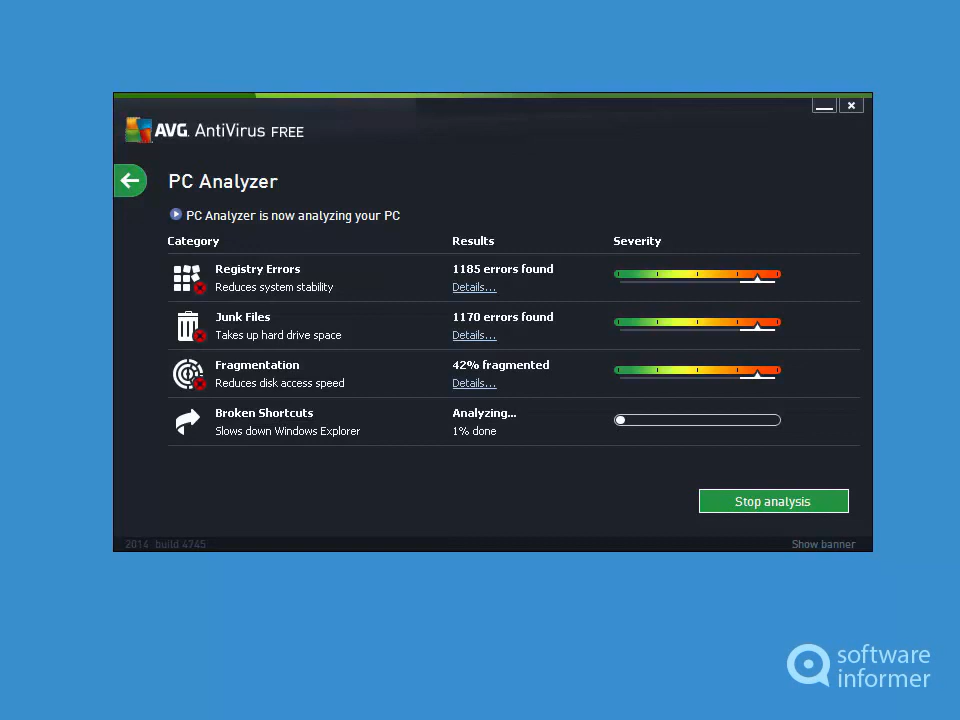 AVG. AntiVirus FREE
PC Analyzer
PC Analyzer is now analyzing your PC
Category Results Severity
Registry Errors 1185 errors found
Reduces system stability Details...
Junk Files 1170 errors found
Takes up hard drive space Details...
Fragmentation 42% fragmented
Reduces disk access speed Details...
Broken Shortcuts Analyzing...
Slows down Windows Explorer 1% done
Stop analysis
2014 build 4745 Show banner
software
informer